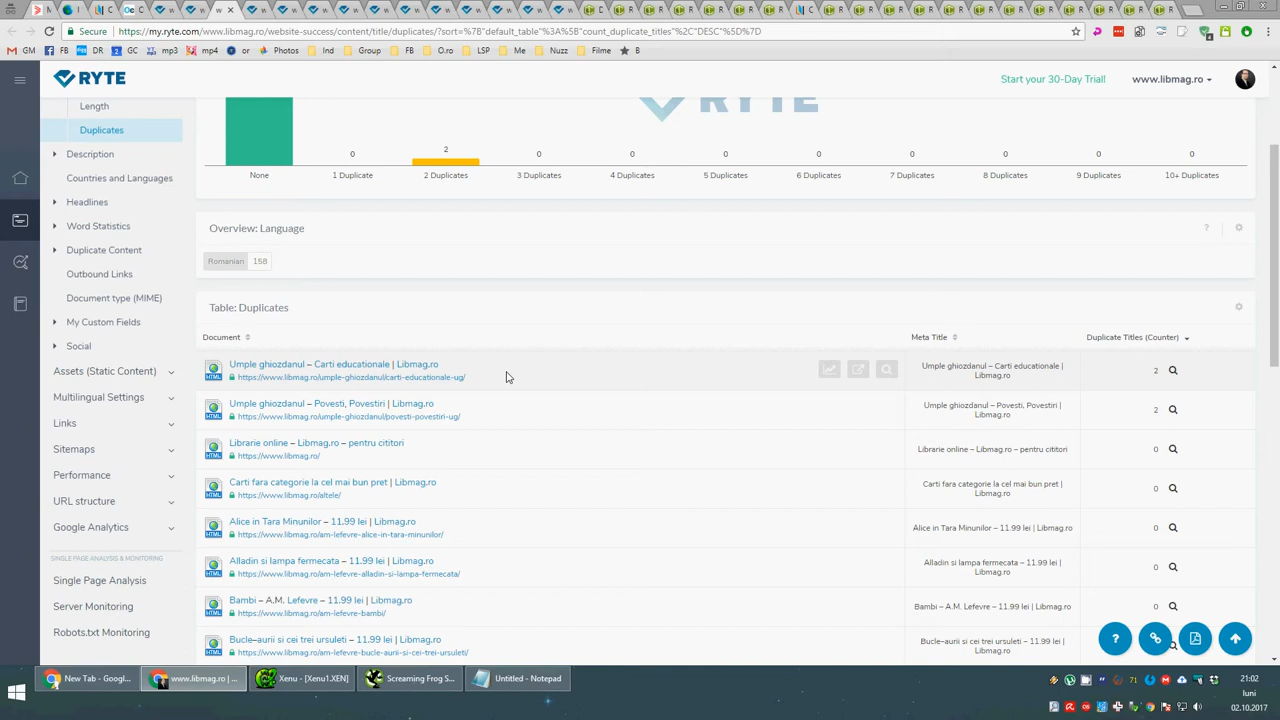 Secure | https://my.ryte.com/www.libmag.ro/website-success/content/title/duplicates/?sort=%7B"default_table"%3A%5B"count_duplicate_titles"%2C"DESC"%5D%7D
GM FB DR GC mp3 mp3 or Photos Ind Group FB O.ro LSP Me Nuzz Filme B
RYTE
Start your 30-Day Trial!
www.libmag.ro
Length
Duplicates
Description
Countries and Languages
Headlines
Word Statistics
Duplicate Content
Outbound Links
Document type (MIME)
My Custom Fields
Social
Assets (Static Content)
Multilingual Settings
Links
Sitemaps
Performance
URL structure
Google Analytics
SINGLE PAGE ANALYSIS & MONITORING
Single Page Analysis
Server Monitoring
Robots.txt Monitoring
RYTE
0 2 0 0 0 0 0 0 0 0
None 1 Duplicate 2 Duplicates 3 Duplicates 4 Duplicates 5 Duplicates 6 Duplicates 7 Duplicates 8 Duplicates 9 Duplicates 10+ Duplicates
Overview: Language
?
Romanian 158
Table: Duplicates
Document Meta Title Duplicate Titles (Counter)
Umple ghiozdanul – Carti educationale | Libmag.ro
https://www.libmag.ro/umple-ghiozdanul/carti-educationale-ug/
Umple ghiozdanul – Carti educationale |
Libmag.ro
2
Umple ghiozdanul – Povesti, Povestiri | Libmag.ro
https://www.libmag.ro/umple-ghiozdanul/povesti-povestiri-ug/
Umple ghiozdanul – Povesti, Povestiri |
Libmag.ro
2
Librarie online – Libmag.ro – pentru cititori
https://www.libmag.ro/
Librarie online – Libmag.ro – pentru cititori
0
Carti fara categorie la cel mai bun pret | Libmag.ro
https://www.libmag.ro/altele/
Carti fara categorie la cel mai bun pret |
Libmag.ro
0
Alice in Tara Minunilor – 11.99 lei | Libmag.ro
https://www.libmag.ro/am-lefevre-alice-in-tara-minunilor/
Alice in Tara Minunilor – 11.99 lei | Libmag.ro
0
Alladin si lampa fermecata – 11.99 lei | Libmag.ro
https://www.libmag.ro/am-lefevre-alladin-si-lampa-fermecata/
Alladin si lampa fermecata – 11.99 lei |
Libmag.ro
0
Bambi – A.M. Lefevre – 11.99 lei | Libmag.ro
https://www.libmag.ro/am-lefevre-bambi/
Bambi – A.M. Lefevre – 11.99 lei | Libmag.ro
0
Bucle–aurii si cei trei ursuleti – 11.99 lei | Libmag.ro
https://www.libmag.ro/am-lefevre-bucle-aurii-si-cei-trei-ursuleti/
Bucle–aurii si cei trei ursuleti – 11.99 lei |
Libmag.ro
?
New Tab - Googl...
www.libmag.ro | ...
Xenu - [Xenu1.XEN]
Screaming Frog S...
Untitled - Notepad
21:02
luni
02.10.2017